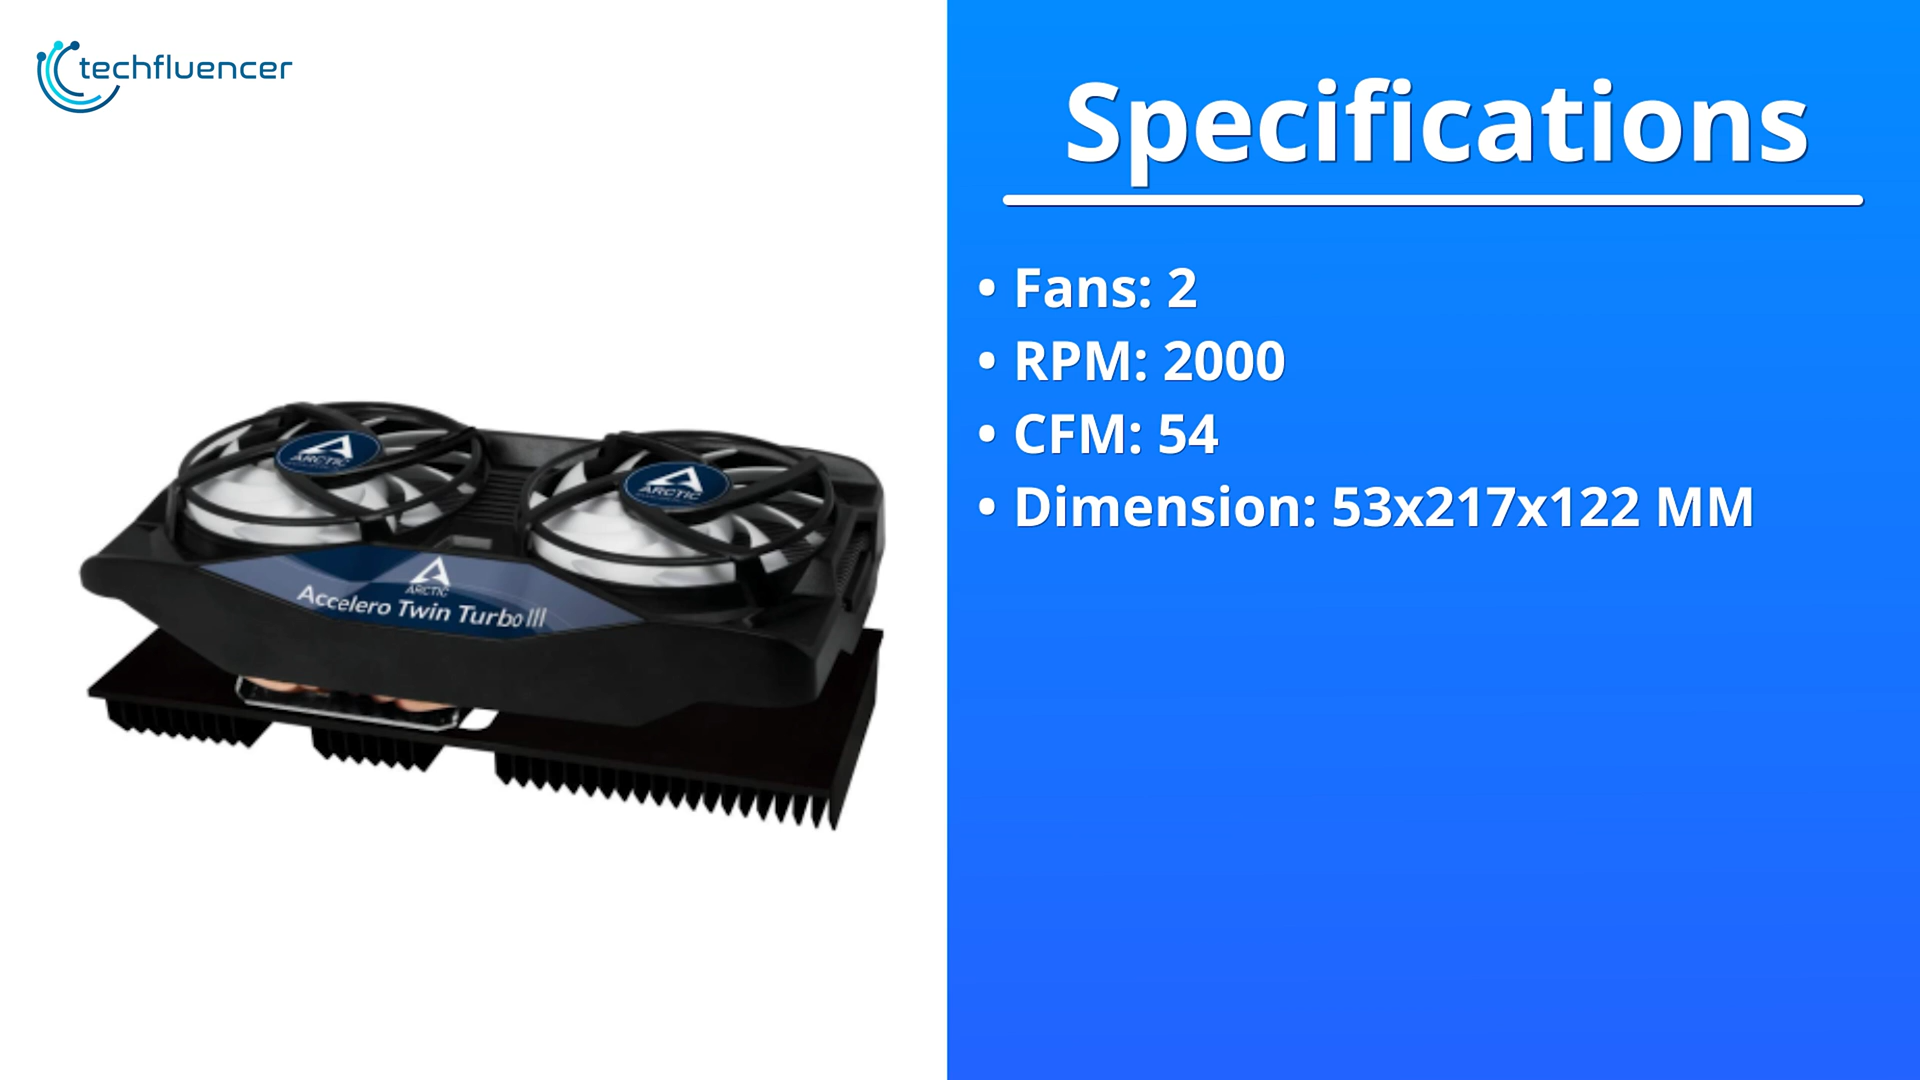 techfluencer
Specifications
• Fans: 2
• RPM: 2000
• CFM: 54
• Dimension: 53x217x122 MM
ARCTIC
ARCTIC
ARCTIC
Accelero Twin Turbo III